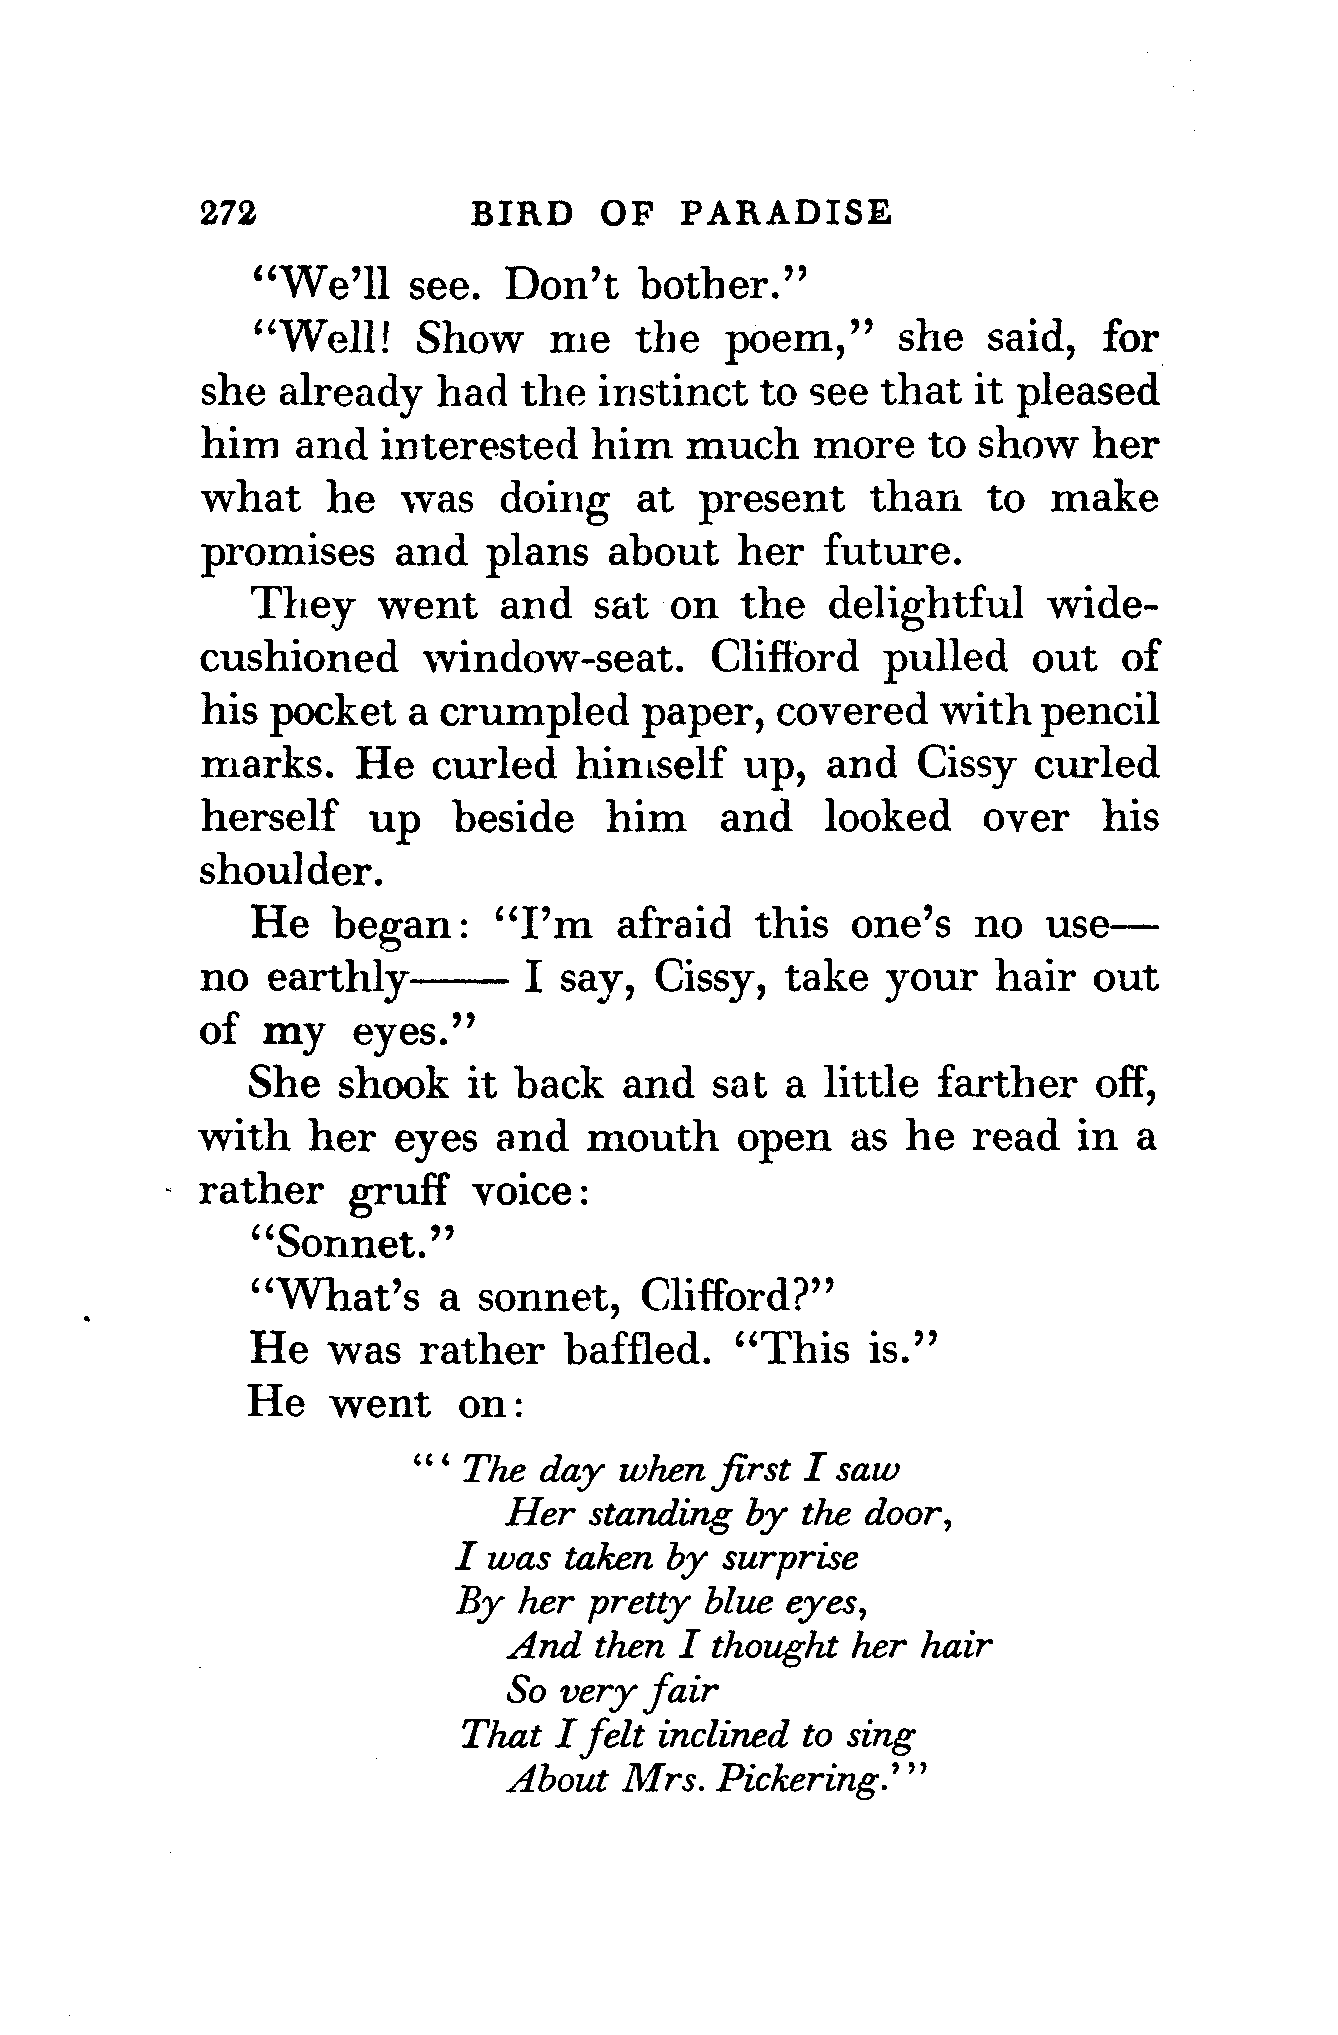 272 BIRD OF PARADISE
“We’ll see. Don’t bother.”
“Well! Show me the poem,” she said, for
she already had the instinct to see that it pleased
him and interested him much more to show her
what he was doing at present than to make
promises and plans about her future.
They went and sat on the delightful wide-
cushioned window-seat. Clifford pulled out of
his pocket a crumpled paper, covered with pencil
marks. He curled himself up, and Cissy curled
herself up beside him and looked over his
shoulder.
He began: “I’m afraid this one’s no use—
no earthly—— I say, Cissy, take your hair out
of my eyes.”
She shook it back and sat a little farther off,
with her eyes and mouth open as he read in a
rather gruff voice:
“Sonnet.”
“What’s a sonnet, Clifford?”
He was rather baffled. “This is.”
He went on:
“‘ The day when first I saw
Her standing by the door,
I was taken by surprise
By her pretty blue eyes,
And then I thought her hair
So very fair
That I felt inclined to sing
About Mrs. Pickering.’”